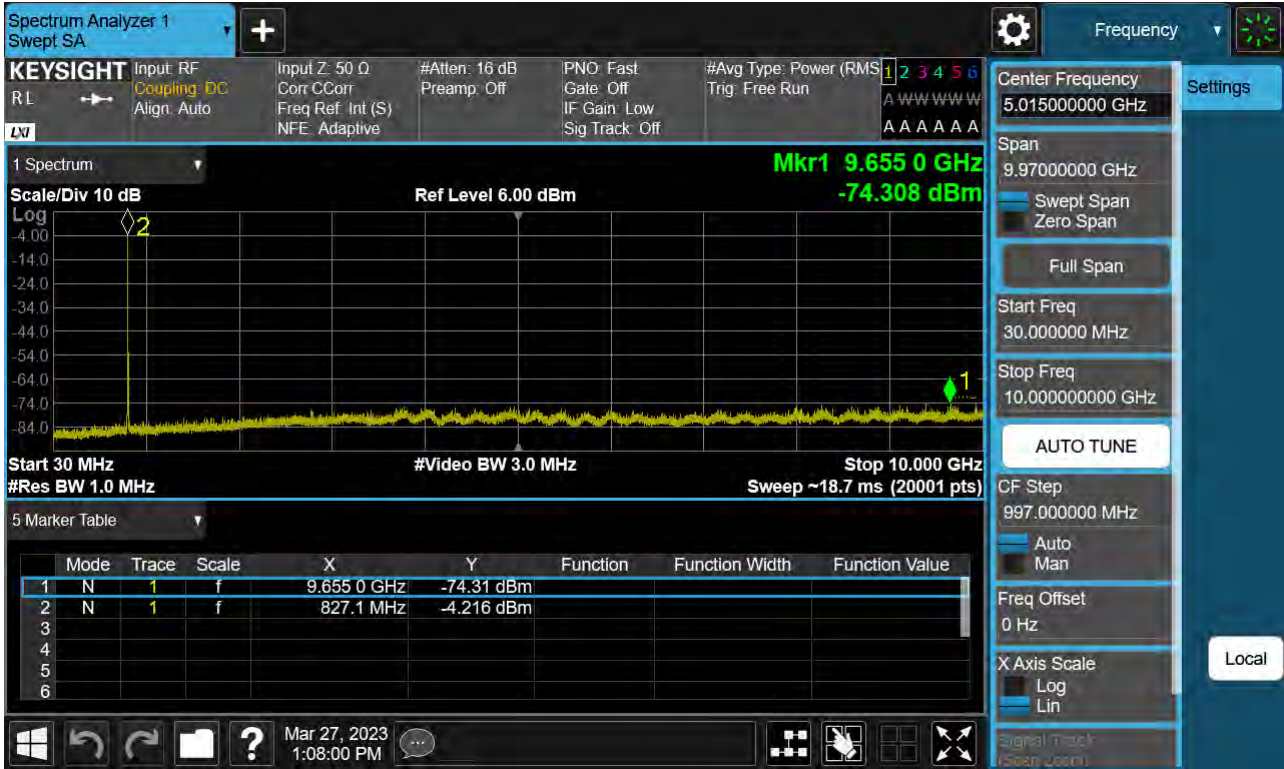 Spectrum Analyzer 1
Swept SA
Frequency
KEYSIGHT
RL
LXI
Input: RF
Coupling: DC
Align: Auto
Input Z: 50 Ω
Corr CCorr
Freq Ref: Int (S)
NFE: Adaptive
#Atten: 16 dB
Preamp: Off
PNO: Fast
Gate: Off
IF Gain: Low
Sig Track: Off
#Avg Type: Power (RMS
Trig: Free Run
1 2 3 4 5 6
A W W W W W
A A A A A A
1 Spectrum
Mkr1 9.655 0 GHz
Scale/Div 10 dB
Ref Level 6.00 dBm
-74.308 dBm
Log
-4.00
-14.0
-24.0
-34.0
-44.0
-54.0
-64.0
-74.0
-84.0
2
1
Start 30 MHz
#Video BW 3.0 MHz
Stop 10.000 GHz
#Res BW 1.0 MHz
Sweep ~18.7 ms (20001 pts)
5 Marker Table
Mode Trace Scale X Y Function Function Width Function Value
1 N 1 f 9.655 0 GHz -74.31 dBm
2 N 1 f 827.1 MHz -4.216 dBm
3
4
5
6
Mar 27, 2023
1:08:00 PM
Center Frequency
5.015000000 GHz
Settings
Span
9.97000000 GHz
Swept Span
Zero Span
Full Span
Start Freq
30.000000 MHz
Stop Freq
10.000000000 GHz
AUTO TUNE
CF Step
997.000000 MHz
Auto
Man
Freq Offset
0 Hz
X Axis Scale
Log
Lin
Local
Signal Track
(Span Zoom)